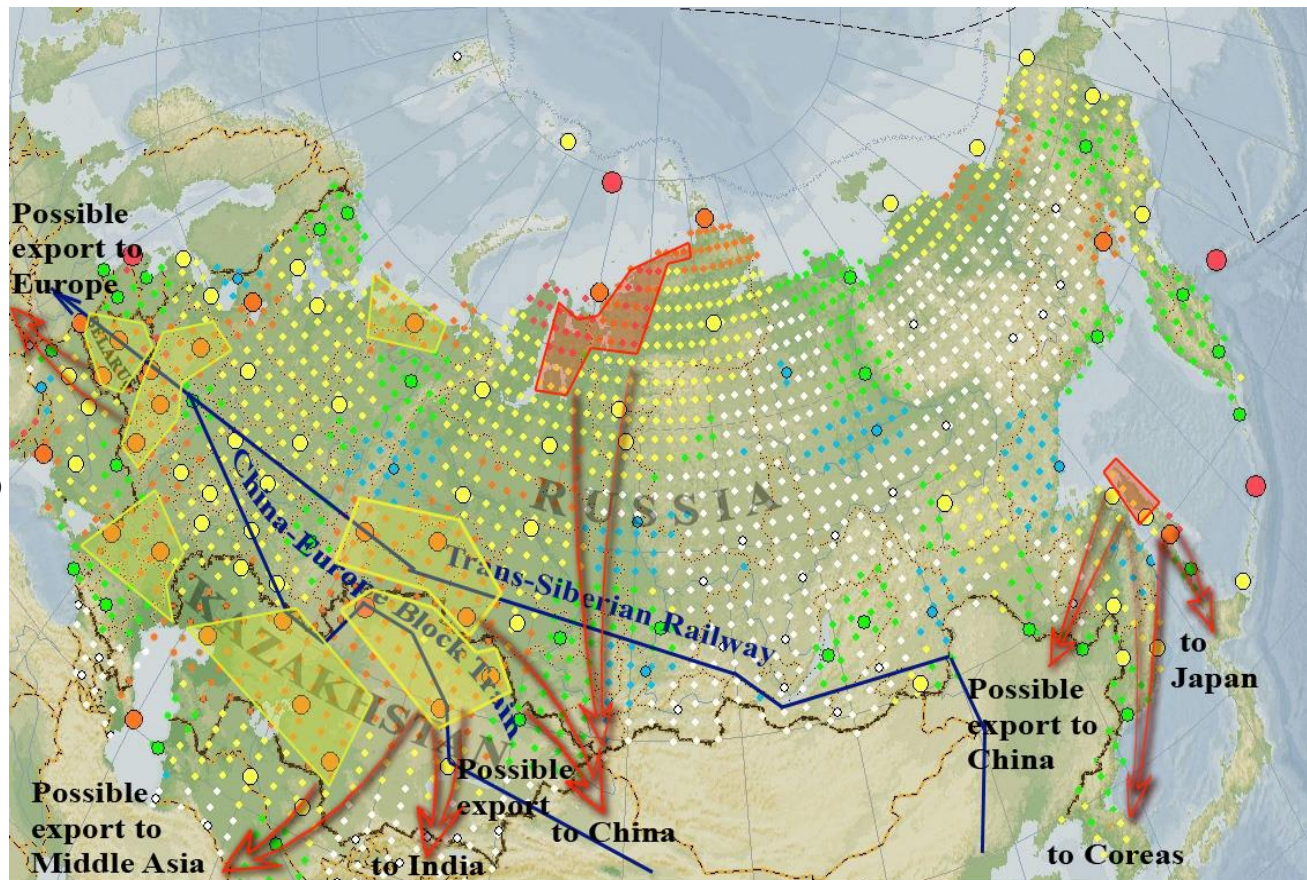 Possible
export to
Europe
BELARUS
RUSSIA
China-Europe Block Train
Trans-Siberian Railway
KAZAKHSTAN
to
Japan
Possible
export to
China
Possible
export
to China
Possible
export to
Middle Asia
to India
to Coreas